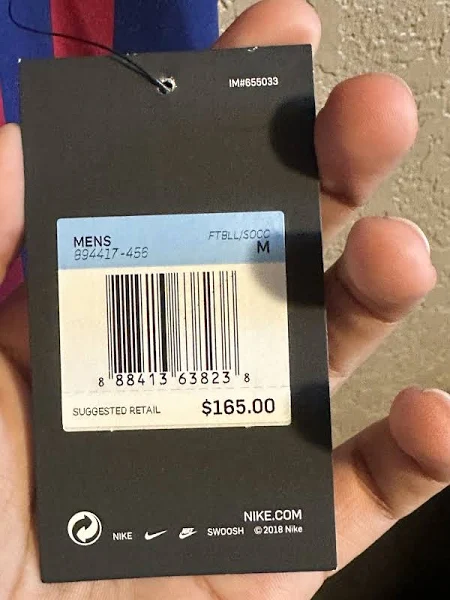 IM#655033
MENS
894417-456
FTBLL/SOCC
M
8 88413 63823 8
SUGGESTED RETAIL $165.00
NIKE.COM
NIKE SWOOSH © 2018 Nike